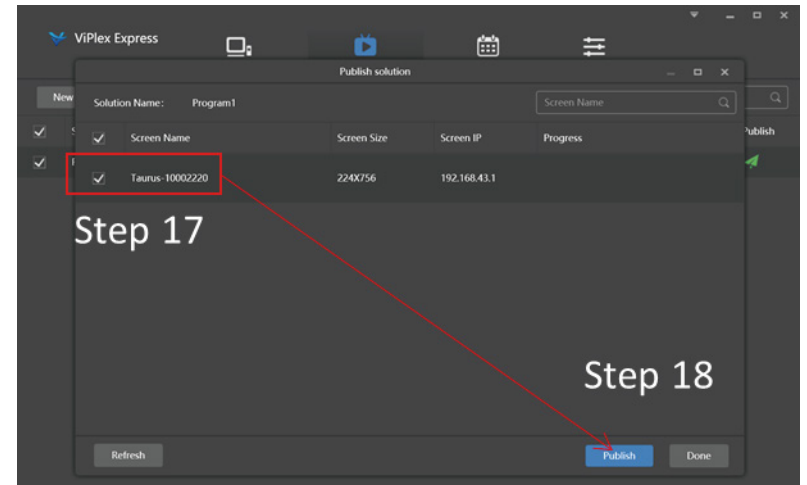 ViPlex Express
Publish solution
New
Solution Name: Program1
Screen Name
Screen Name Screen Size Screen IP Progress
Publish
Taurus-10002220 224X756 192.168.43.1
Step 17
Step 18
Refresh Publish Done